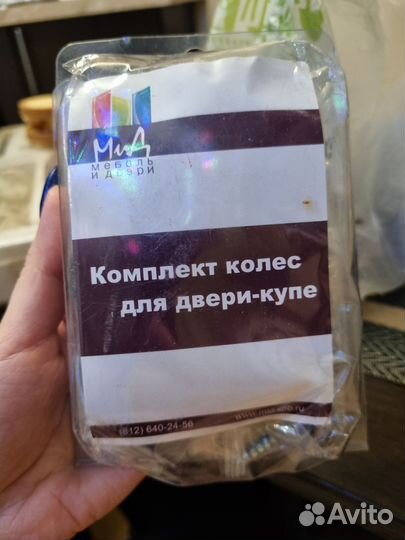 МиД
мебель
и двери
Комплект колес
для двери-купе
(812) 640-24-56
Avito